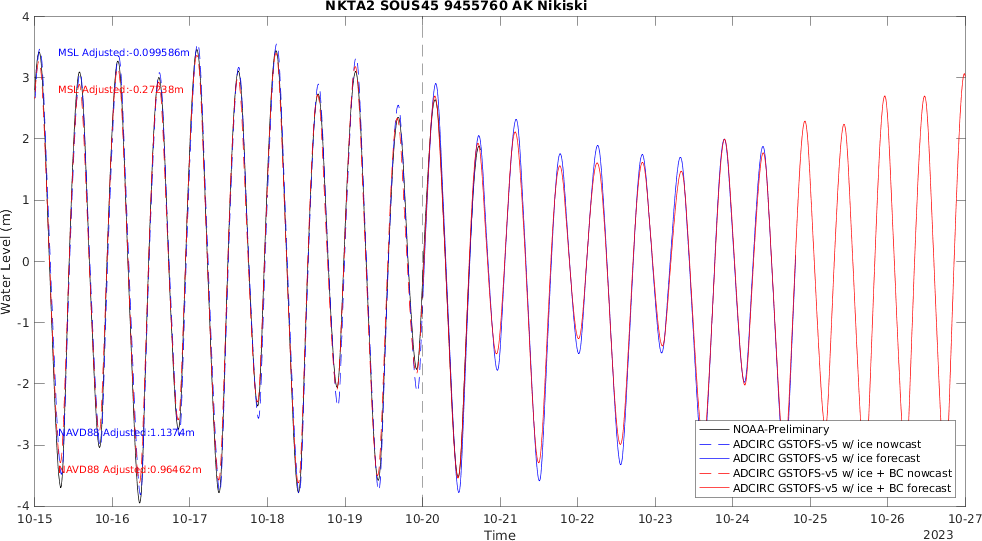 NKTA2 SOUS45 9455760 AK Nikiski
4
3
2
1
0
-1
-2
-3
-4
Water Level (m)
MSL Adjusted:-0.099586m
MSL Adjusted:-0.27238m
NAVD88 Adjusted:1.1374m
NAVD88 Adjusted:0.96462m
NOAA-Preliminary
ADCIRC GSTOFS-v5 w/ ice nowcast
ADCIRC GSTOFS-v5 w/ ice forecast
ADCIRC GSTOFS-v5 w/ ice + BC nowcast
ADCIRC GSTOFS-v5 w/ ice + BC forecast
10-15 10-16 10-17 10-18 10-19 10-20 10-21 10-22 10-23 10-24 10-25 10-26 10-27
Time
2023